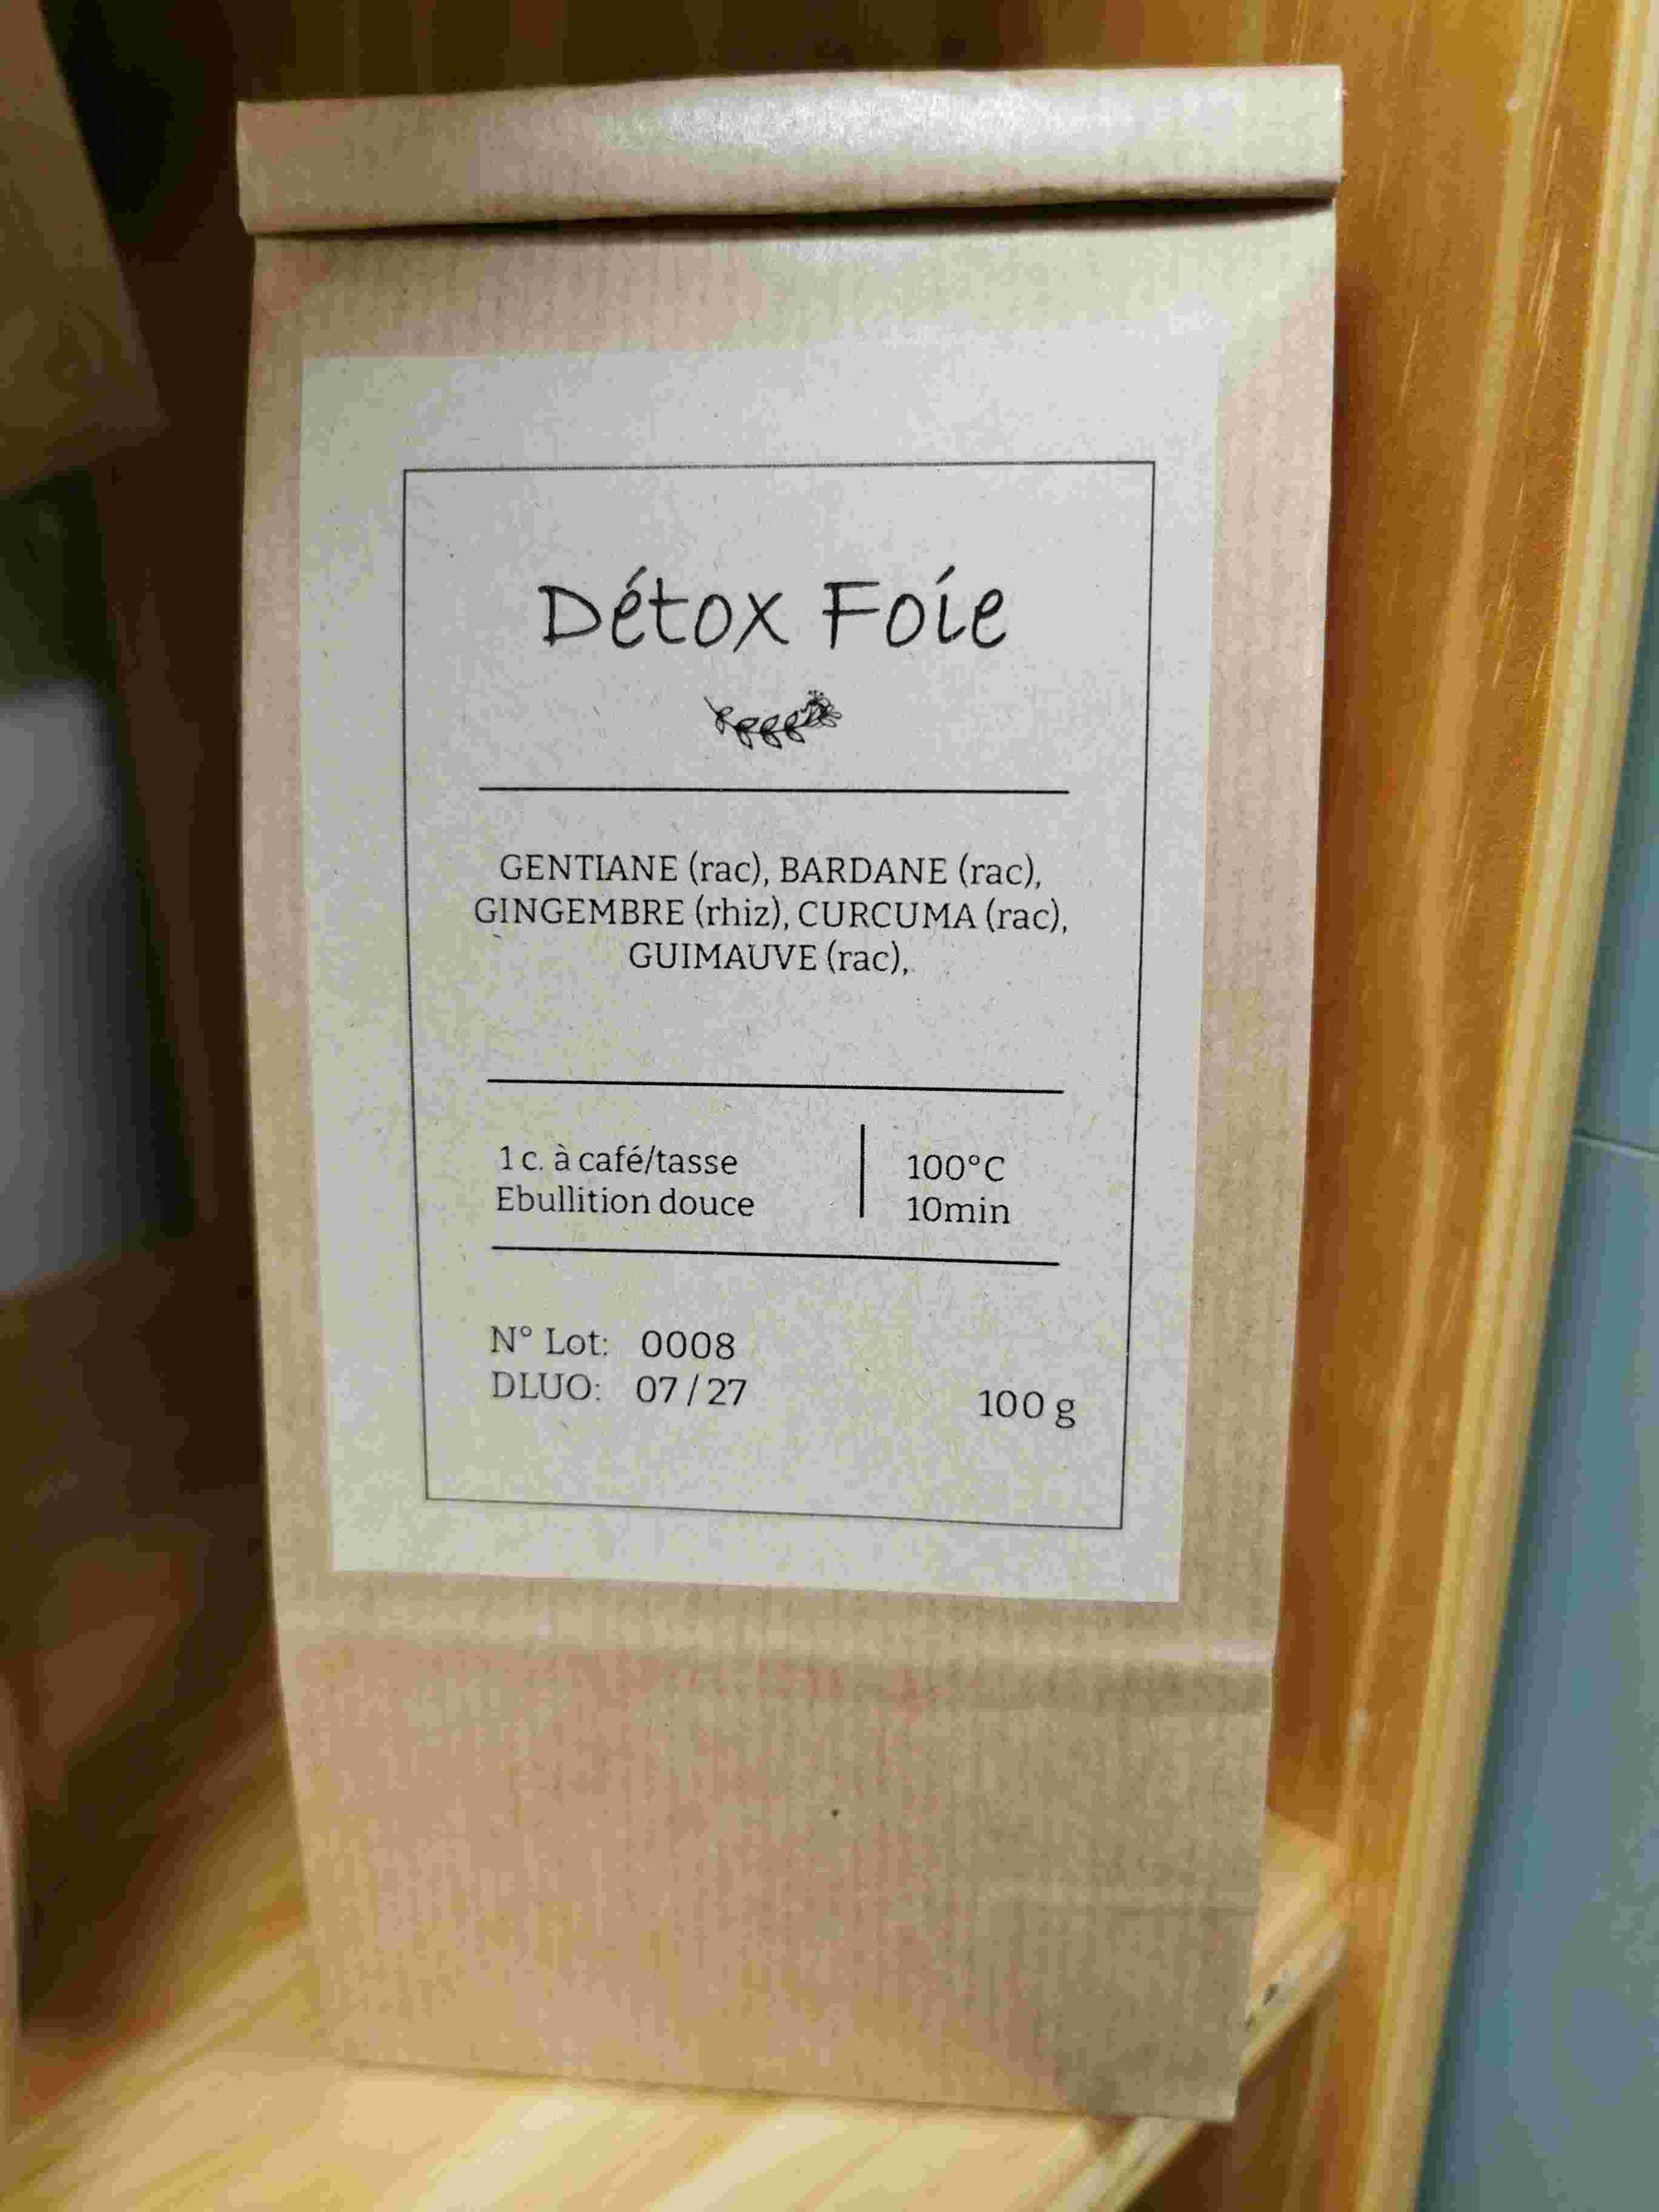 Détox Foie
GENTIANE (rac), BARDANE (rac),
GINGEMBRE (rhiz), CURCUMA (rac),
GUIMAUVE (rac),
1 c. à café/tasse
Ebullition douce
100°C
10min
N° Lot: 0008
DLUO: 07/27
100 g